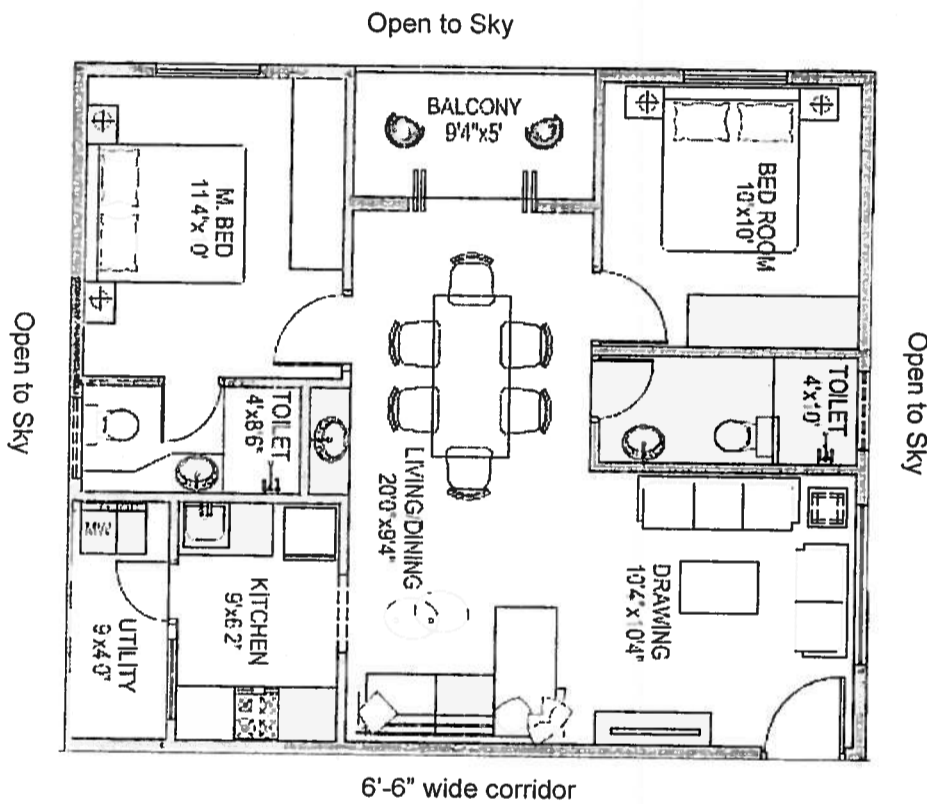 Open to Sky
BALCONY
9'4"x5'
M. BED
11 4"x 0'
BED ROOM
10'x10'
Open to Sky
Open to Sky
TOILET
4'x8'6"
TOILET
4'x10'
LIVING/DINING
20'0"x9'4"
DRAWING
10'4"x10'4"
MW
KITCHEN
9'x6.2'
UTILITY
9'x4.0'
6'-6" wide corridor